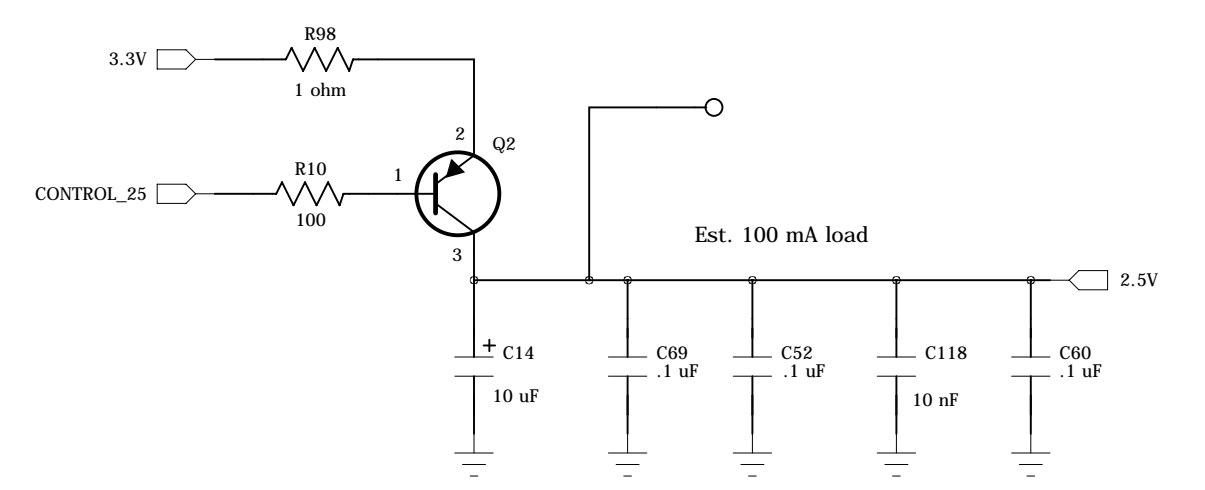 R98
3.3V
1 ohm
2
Q2
R10
1
CONTROL_25
100
Est. 100 mA load
3
2.5V
+
C14
10 uF
C69
.1 uF
C52
.1 uF
C118
10 nF
C60
.1 uF